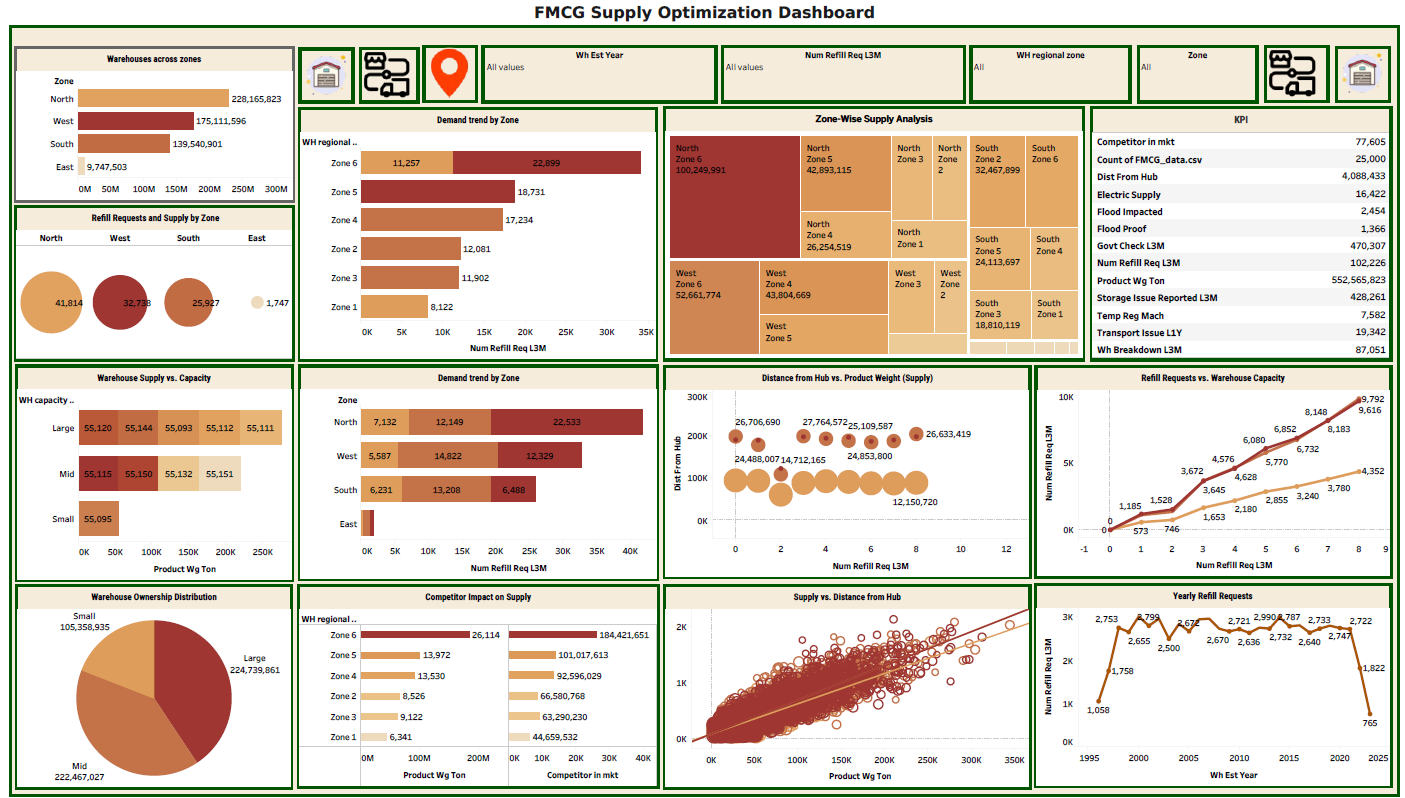 FMCG Supply Optimization Dashboard
Warehouses across zones
Zone
North 228,165,823
West 175,111,596
South 139,540,901
East 9,747,503
0M 50M 100M 150M 200M 250M 300M
Wh Est Year
All values
Num Refill Req L3M
All values
WH regional zone
All
Zone
All
Refill Requests and Supply by Zone
North West South East
41,814 32,738 25,927 1,747
Demand trend by Zone
WH regional ..
Zone 6 11,257 22,899
Zone 5 18,731
Zone 4 17,234
Zone 2 12,081
Zone 3 11,902
Zone 1 8,122
0K 5K 10K 15K 20K 25K 30K 35K
Num Refill Req L3M
Zone-Wise Supply Analysis
North
Zone 6
100,249,991
North
Zone 5
42,893,115
North
Zone 4
26,254,519
North
Zone 3
North
Zone
2
North
Zone 1
West
Zone 6
52,661,774
West
Zone 4
43,804,669
West
Zone 5
West
Zone 3
West
Zone
2
South
Zone 2
32,467,899
South
Zone 6
South
Zone 5
24,113,697
South
Zone 4
South
Zone 3
18,810,119
South
Zone 1
KPI
Competitor in mkt 77,605
Count of FMCG_data.csv 25,000
Dist From Hub 4,088,433
Electric Supply 16,422
Flood Impacted 2,454
Flood Proof 1,366
Govt Check L3M 470,307
Num Refill Req L3M 102,226
Product Wg Ton 552,565,823
Storage Issue Reported L3M 428,261
Temp Reg Mach 7,582
Transport Issue L1Y 19,342
Wh Breakdown L3M 87,051
Warehouse Supply vs. Capacity
WH capacity ..
Large 55,120 55,144 55,093 55,112 55,111
Mid 55,115 55,150 55,132 55,151
Small 55,095
0K 50K 100K 150K 200K 250K
Product Wg Ton
Demand trend by Zone
Zone
North 7,132 12,149 22,533
West 5,587 14,822 12,329
South 6,231 13,208 6,488
East
0K 5K 10K 15K 20K 25K 30K 35K 40K
Num Refill Req L3M
Distance from Hub vs. Product Weight (Supply)
Dist From Hub
300K
200K
100K
0K
26,706,690 27,764,572 25,109,587 26,633,419
24,488,007 14,712,165 24,853,800
12,150,720
0 2 4 6 8 10 12
Num Refill Req L3M
Refill Requests vs. Warehouse Capacity
Num Refill Req L3M
10K
5K
0K
9,792
9,616
8,148
8,183
6,852
6,732
6,080
5,770
4,576
4,628
3,672
3,645
1,185
1,528
0
0
573
746
1,653
2,180
2,855
3,240
3,780
4,352
-1 0 1 2 3 4 5 6 7 8 9
Num Refill Req L3M
Warehouse Ownership Distribution
Small
105,358,935
Large
224,739,861
Mid
222,467,027
Competitor Impact on Supply
WH regional ..
Zone 6 26,114 184,421,651
Zone 5 13,972 101,017,613
Zone 4 13,530 92,596,029
Zone 2 8,526 66,580,768
Zone 3 9,122 63,290,230
Zone 1 6,341 44,659,532
0M 100M 200M 0K 10K 20K 30K 40K
Product Wg Ton Competitor in mkt
Supply vs. Distance from Hub
2K
1K
0K
0K 50K 100K 150K 200K 250K 300K 350K
Product Wg Ton
Yearly Refill Requests
Num Refill Req L3M
3K
2K
1K
0K
2,753 2,799 2,672 2,721 2,990 2,787 2,733 2,722
2,655 2,500 2,670 2,636 2,732 2,640 2,747
1,758 1,822
1,058 765
1995 2000 2005 2010 2015 2020 2025
Wh Est Year